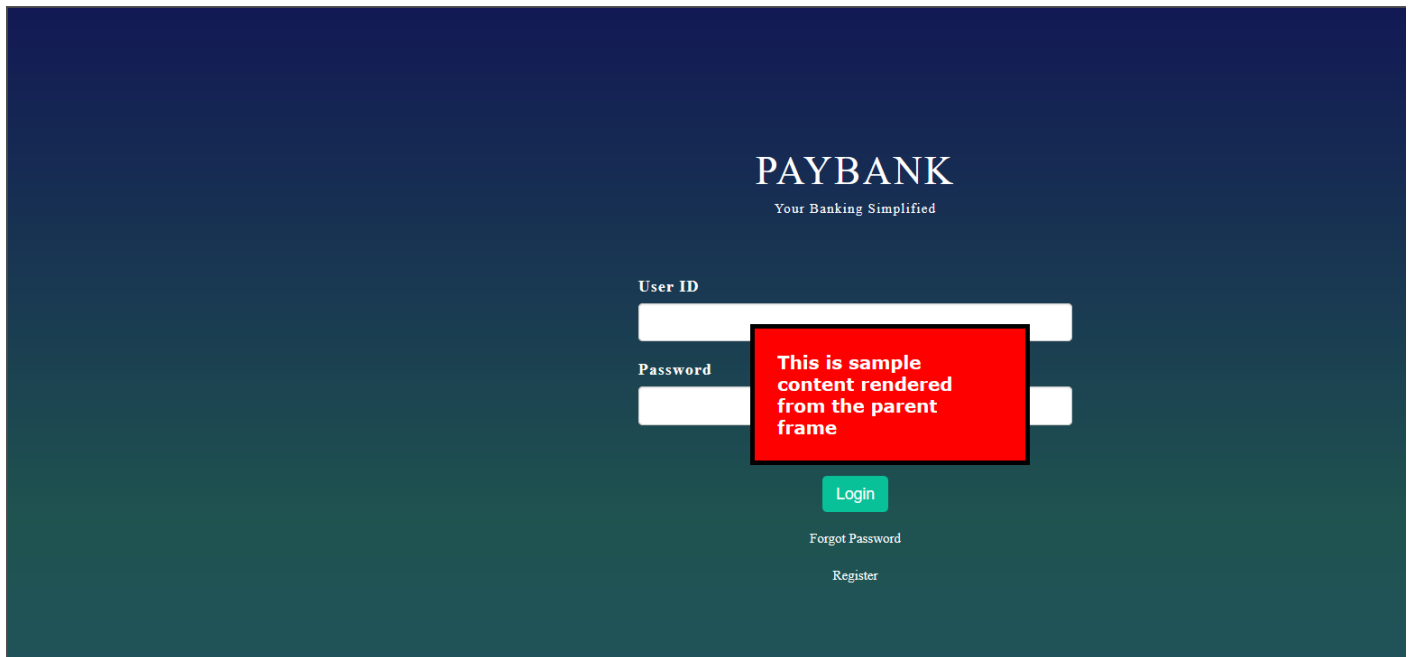 PAYBANK
Your Banking Simplified
User ID
Password
This is sample
content rendered
from the parent
frame
Login
Forgot Password
Register